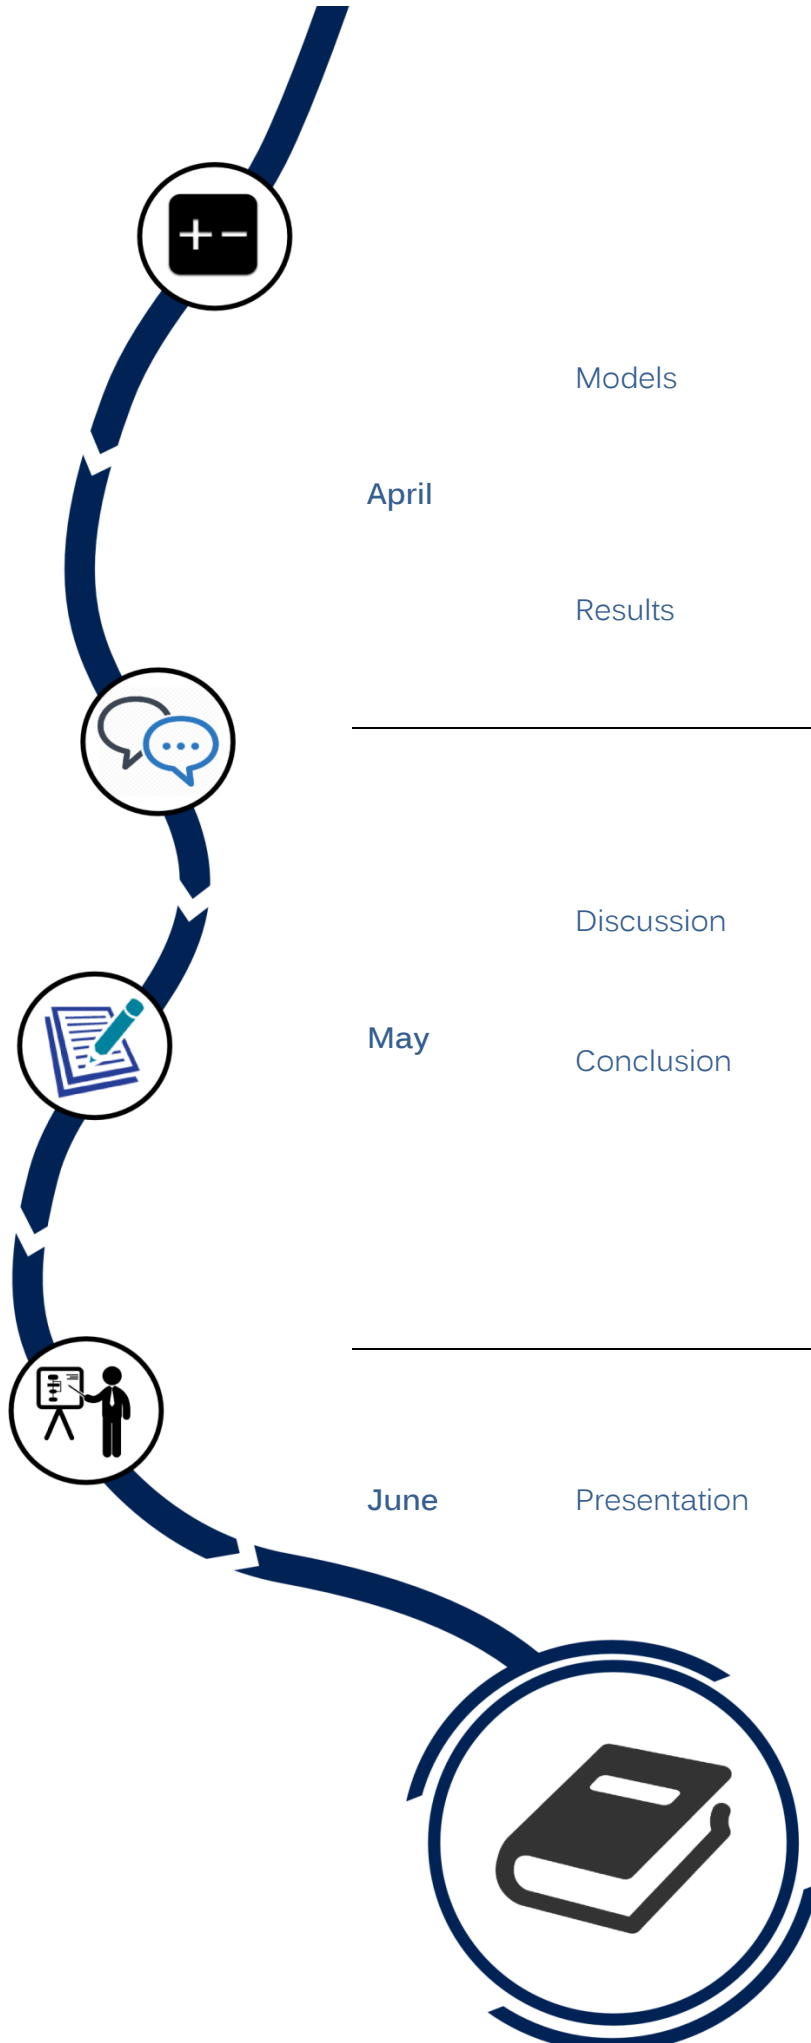 Models
April
Results
Discussion
May
Conclusion
June Presentation